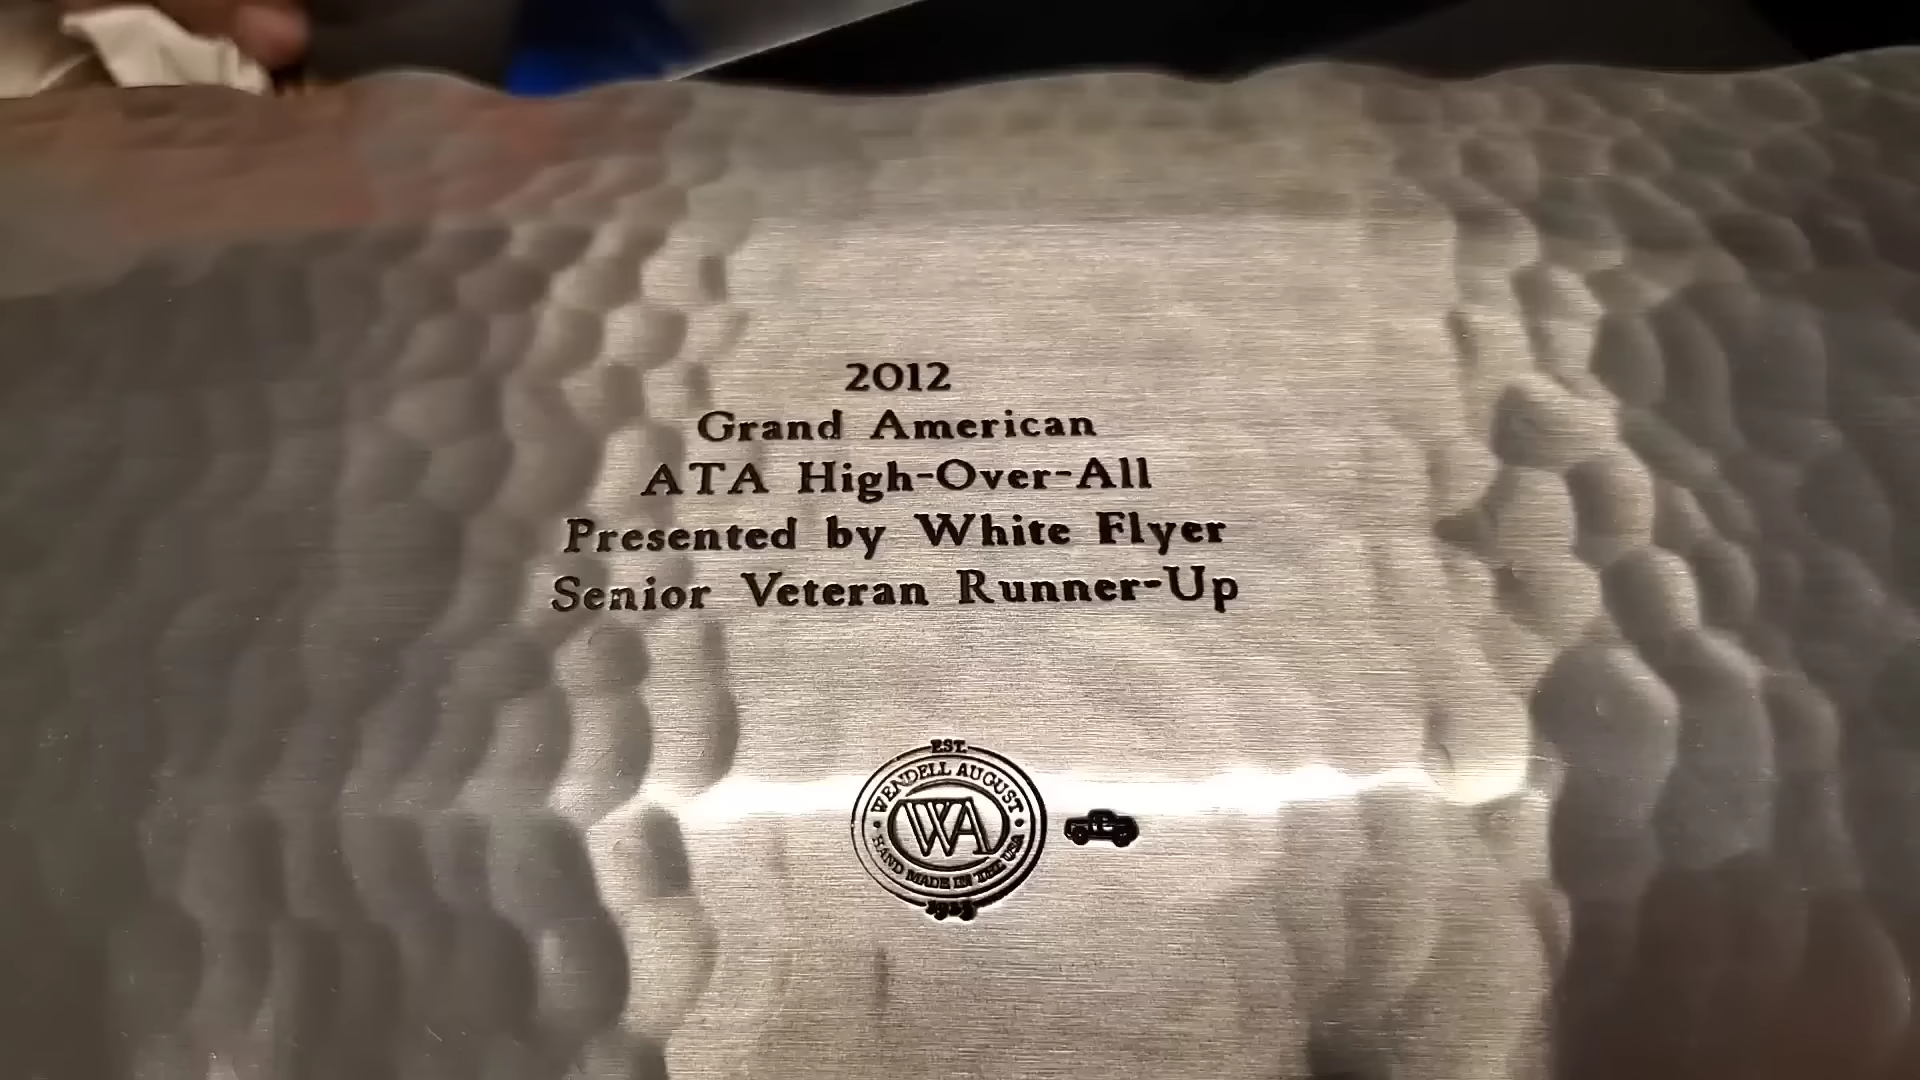 2012
Grand American
ATA High-Over-All
Presented by White Flyer
Senior Veteran Runner-Up
EST.
WENDELL AUGUST
WA
HAND MADE IN THE USA
1923